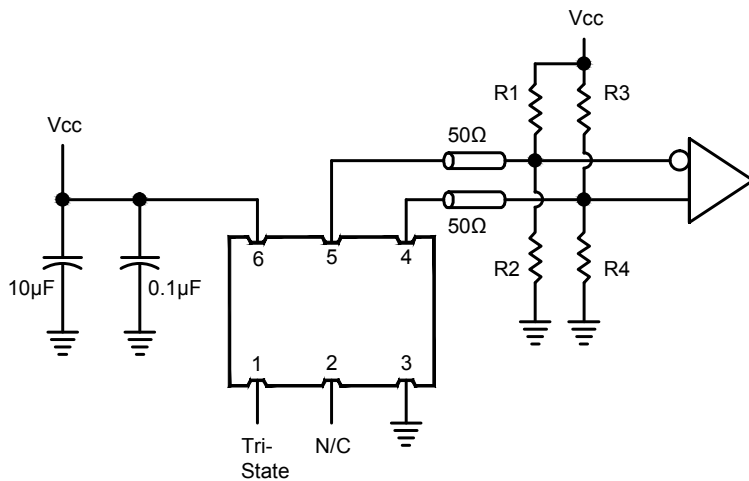 Vcc
R1
R3
Vcc
50Ω
50Ω
6
5
4
R2
R4
10µF
0.1µF
1
2
3
Tri-
State
N/C